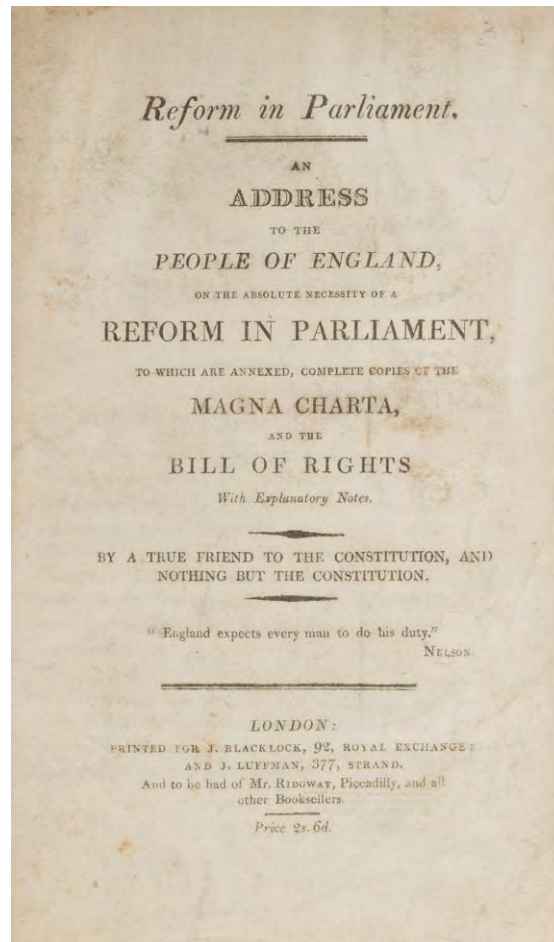 Reform in Parliament.
AN
ADDRESS
TO THE
PEOPLE OF ENGLAND,
ON THE ABSOLUTE NECESSITY OF A
REFORM IN PARLIAMENT,
TO WHICH ARE ANNEXED, COMPLETE COPIES OF THE
MAGNA CHARTA,
AND THE
BILL OF RIGHTS
With Explanatory Notes.
BY A TRUE FRIEND TO THE CONSTITUTION, AND
NOTHING BUT THE CONSTITUTION.
"England expects every man to do his duty."
NELSON.
LONDON:
PRINTED FOR J. BLACKLOCK, 92, ROYAL EXCHANGE:
AND J. LUFFMAN, 377, STRAND.
And to be had of Mr. RIDGWAY, Piccadilly, and all
other Booksellers.
Price 2s. 6d.